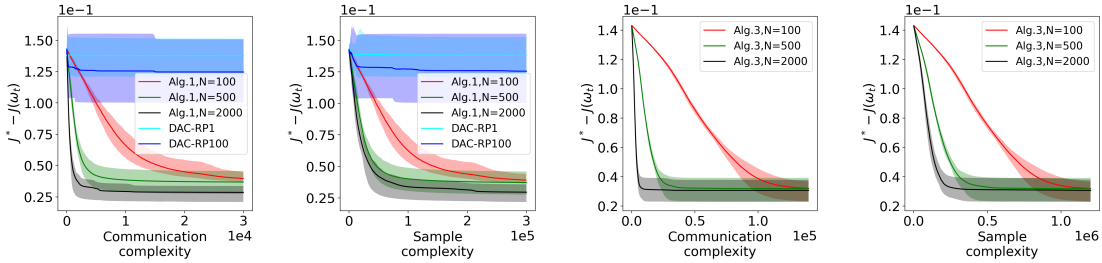 1e−1
J* − J(ω_t)
1.50
1.25
1.00
0.75
0.50
0.25
Alg.1,N=100
Alg.1,N=500
Alg.1,N=2000
DAC-RP1
DAC-RP100
0 1 2 3
1e4
Communication
complexity
1e−1
J* − J(ω_t)
1.50
1.25
1.00
0.75
0.50
0.25
Alg.1,N=100
Alg.1,N=500
Alg.1,N=2000
DAC-RP1
DAC-RP100
0 1 2 3
1e5
Sample
complexity
1e−1
J* − J(ω_t)
1.4
1.2
1.0
0.8
0.6
0.4
0.2
Alg.3,N=100
Alg.3,N=500
Alg.3,N=2000
0.0 0.5 1.0
1e5
Communication
complexity
1e−1
J* − J(ω_t)
1.4
1.2
1.0
0.8
0.6
0.4
0.2
Alg.3,N=100
Alg.3,N=500
Alg.3,N=2000
0.0 0.5 1.0
1e6
Sample
complexity